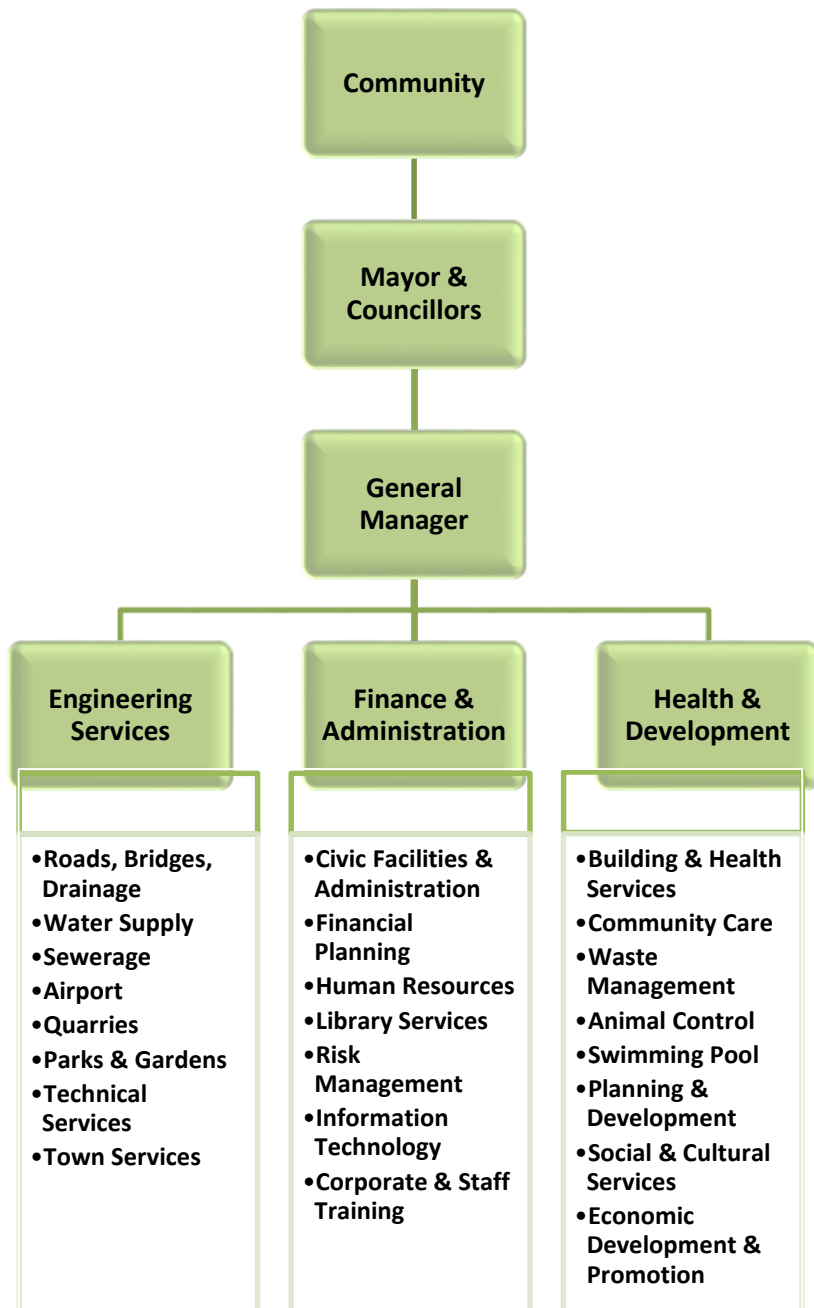 Community
Mayor &
Councillors
General
Manager
Engineering
Services
•Roads, Bridges,
Drainage
•Water Supply
•Sewerage
•Airport
•Quarries
•Parks & Gardens
•Technical
Services
•Town Services
Finance &
Administration
•Civic Facilities &
Administration
•Financial
Planning
•Human Resources
•Library Services
•Risk
Management
•Information
Technology
•Corporate & Staff
Training
Health &
Development
•Building & Health
Services
•Community Care
•Waste
Management
•Animal Control
•Swimming Pool
•Planning &
Development
•Social & Cultural
Services
•Economic
Development &
Promotion